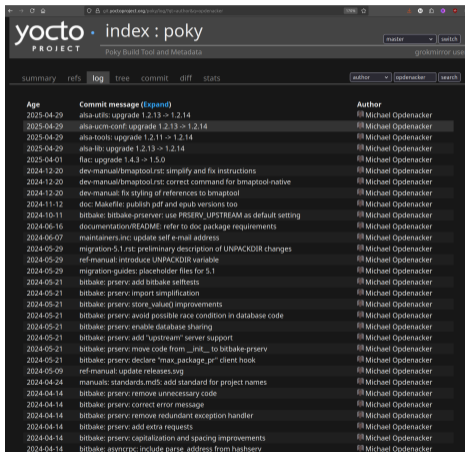 yocto · index : poky
PROJECT Poky Build Tool and Metadata
master switch
grokmirror use
summary refs log tree commit diff stats author opdenacker search
Age Commit message (Expand) Author
2025-04-29 alsa-utils: upgrade 1.2.13 -> 1.2.14 Michael Opdenacker
2025-04-29 alsa-ucm-conf: upgrade 1.2.13 -> 1.2.14 Michael Opdenacker
2025-04-29 alsa-tools: upgrade 1.2.11 -> 1.2.14 Michael Opdenacker
2025-04-29 alsa-lib: upgrade 1.2.13 -> 1.2.14 Michael Opdenacker
2025-04-01 flac: upgrade 1.4.3 -> 1.5.0 Michael Opdenacker
2024-12-20 dev-manual/bmaptool.rst: simplify and fix instructions Michael Opdenacker
2024-12-20 dev-manual/bmaptool.rst: correct command for bmaptool-native Michael Opdenacker
2024-12-20 dev-manual: fix styling of references to bmaptool Michael Opdenacker
2024-11-12 doc: Makefile: publish pdf and epub versions too Michael Opdenacker
2024-10-11 bitbake: bitbake-prserver: use PRSERV_UPSTREAM as default setting Michael Opdenacker
2024-06-16 documentation/README: refer to doc package requirements Michael Opdenacker
2024-06-07 maintainers.inc: update self e-mail address Michael Opdenacker
2024-05-29 migration-5.1.rst: preliminary description of UNPACKDIR changes Michael Opdenacker
2024-05-29 ref-manual: introduce UNPACKDIR variable Michael Opdenacker
2024-05-29 migration-guides: placeholder files for 5.1 Michael Opdenacker
2024-05-21 bitbake: prserv: add bitbake selftests Michael Opdenacker
2024-05-21 bitbake: prserv: import simplification Michael Opdenacker
2024-05-21 bitbake: prserv: store_value() improvements Michael Opdenacker
2024-05-21 bitbake: prserv: avoid possible race condition in database code Michael Opdenacker
2024-05-21 bitbake: prserv: enable database sharing Michael Opdenacker
2024-05-21 bitbake: prserv: add "upstream" server support Michael Opdenacker
2024-05-21 bitbake: prserv: move code from __init__ to bitbake-prserv Michael Opdenacker
2024-05-21 bitbake: prserv: declare "max_package_pr" client hook Michael Opdenacker
2024-05-09 ref-manual: update releases.svg Michael Opdenacker
2024-04-24 manuals: standards.md5: add standard for project names Michael Opdenacker
2024-04-14 bitbake: prserv: remove unnecessary code Michael Opdenacker
2024-04-14 bitbake: prserv: correct error message Michael Opdenacker
2024-04-14 bitbake: prserv: remove redundant exception handler Michael Opdenacker
2024-04-14 bitbake: prserv: add extra requests Michael Opdenacker
2024-04-14 bitbake: prserv: capitalization and spacing improvements Michael Opdenacker
2024-04-14 bitbake: asyncrpc: include parse_address from hashserv Michael Opdenacker